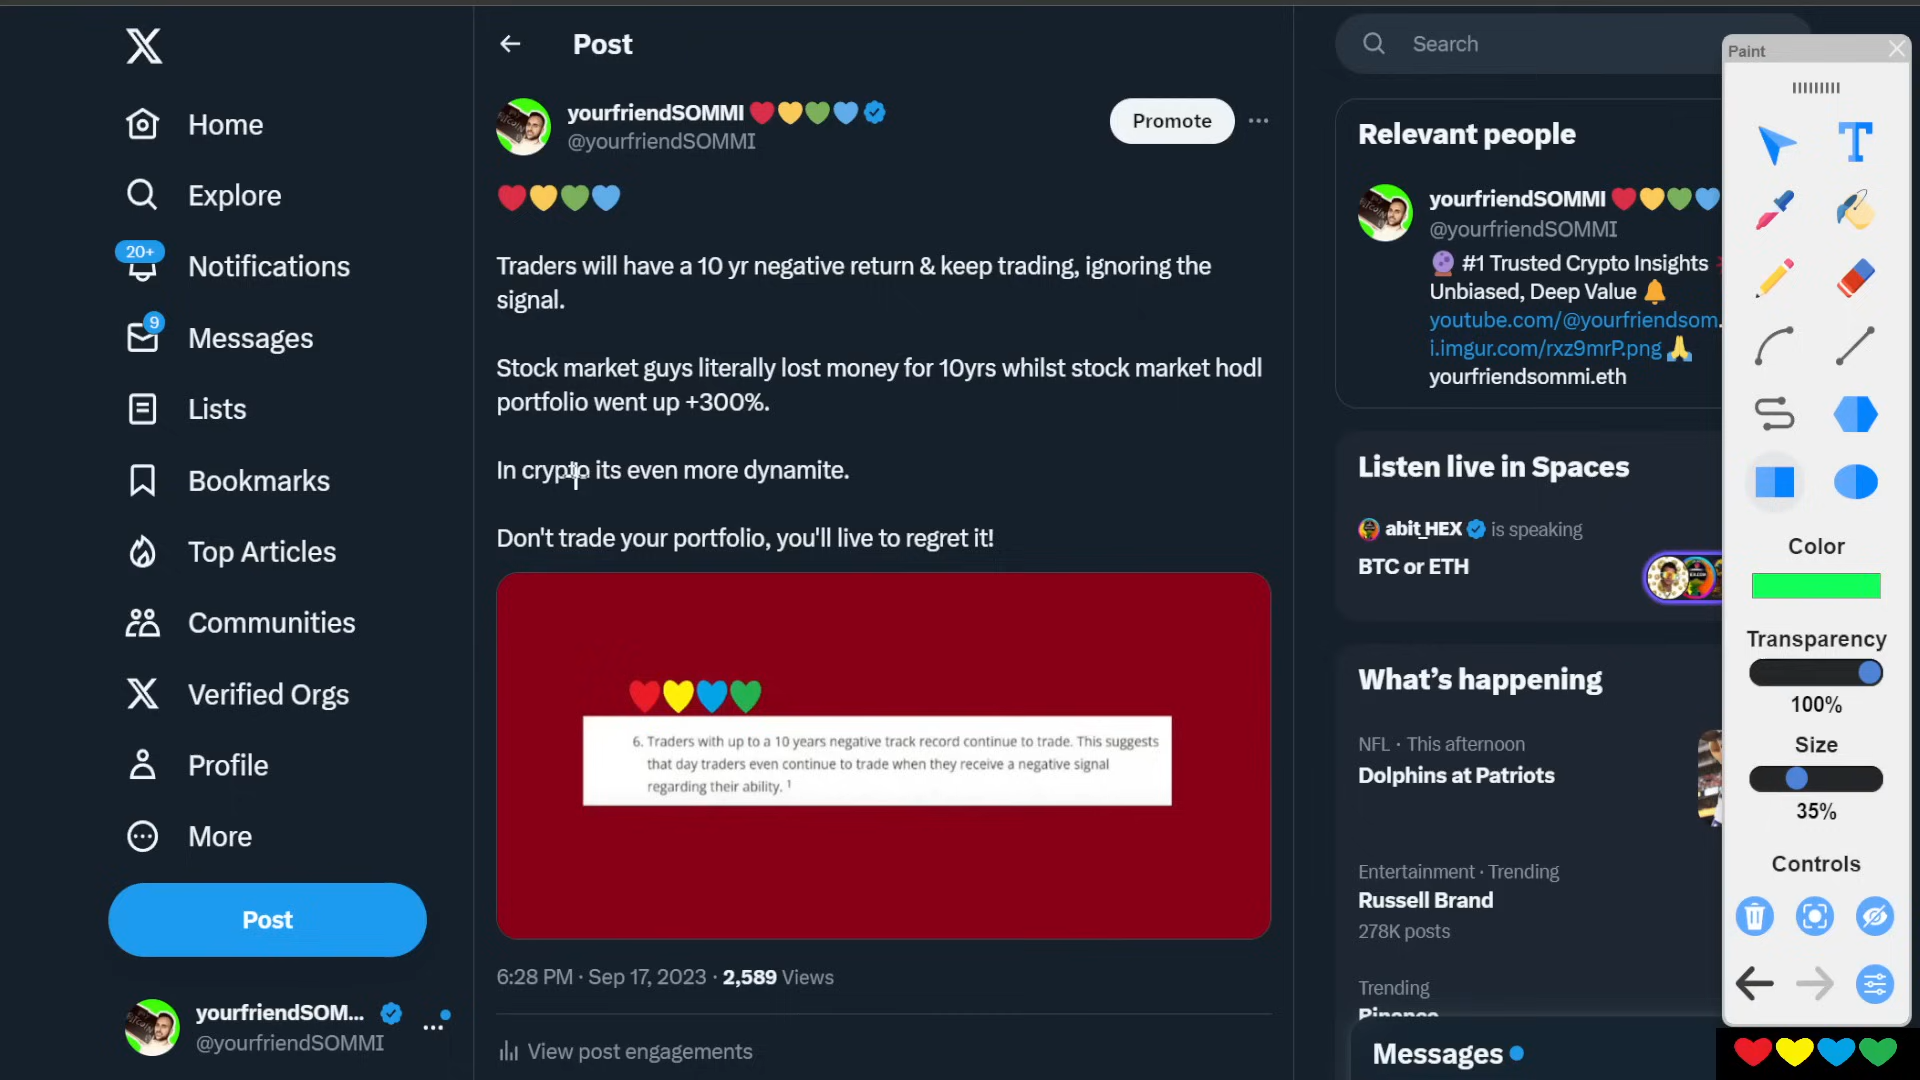 Home
Explore
20+
Notifications
9
Messages
Lists
Bookmarks
Top Articles
Communities
Verified Orgs
Profile
More
Post
yourfriendSOM...
@yourfriendSOMMI
Post
yourfriendSOMMI
@yourfriendSOMMI
Promote
Traders will have a 10 yr negative return & keep trading, ignoring the
signal.
Stock market guys literally lost money for 10yrs whilst stock market hodl
portfolio went up +300%.
In crypto its even more dynamite.
Don't trade your portfolio, you'll live to regret it!
6. Traders with up to a 10 years negative track record continue to trade. This suggests
that day traders even continue to trade when they receive a negative signal
regarding their ability. 1
6:28 PM · Sep 17, 2023 · 2,589 Views
View post engagements
Search
Relevant people
yourfriendSOMMI
@yourfriendSOMMI
#1 Trusted Crypto Insights
Unbiased, Deep Value
youtube.com/@yourfriendsom.
i.imgur.com/rxz9mrP.png
yourfriendsommi.eth
Listen live in Spaces
abit_HEX is speaking
BTC or ETH
What's happening
NFL · This afternoon
Dolphins at Patriots
Entertainment · Trending
Russell Brand
278K posts
Trending
Messages
Paint
Color
Transparency
100%
Size
35%
Controls